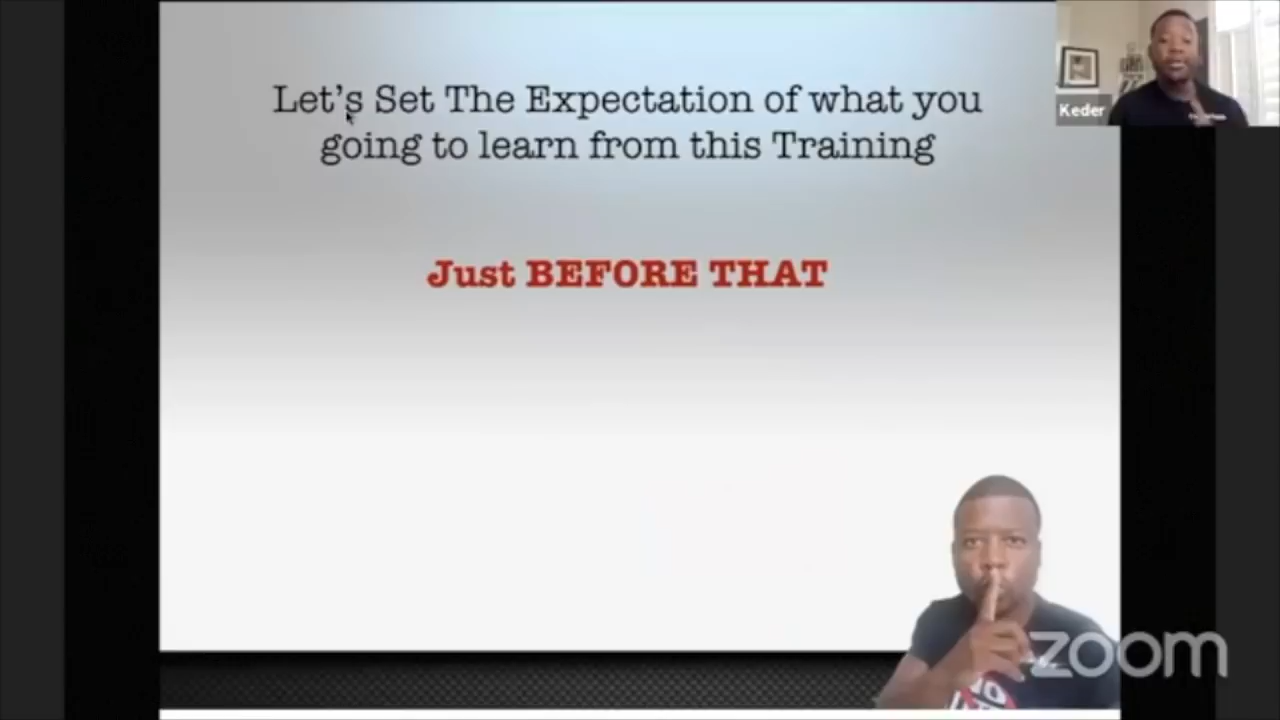 Let's Set The Expectation of what you
going to learn from this Training
Just BEFORE THAT
Keder
zoom